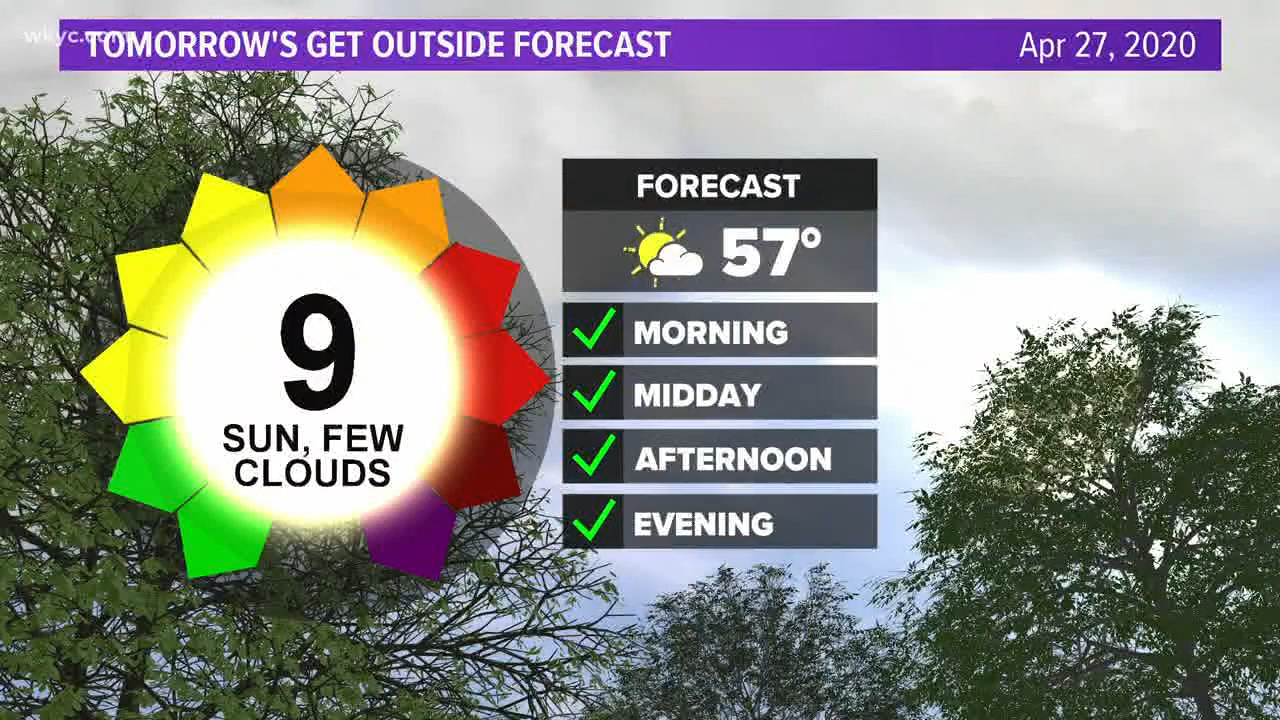 wkyc.com
TOMORROW'S GET OUTSIDE FORECAST
Apr 27, 2020
9
SUN, FEW
CLOUDS
FORECAST
57°
MORNING
MIDDAY
AFTERNOON
EVENING